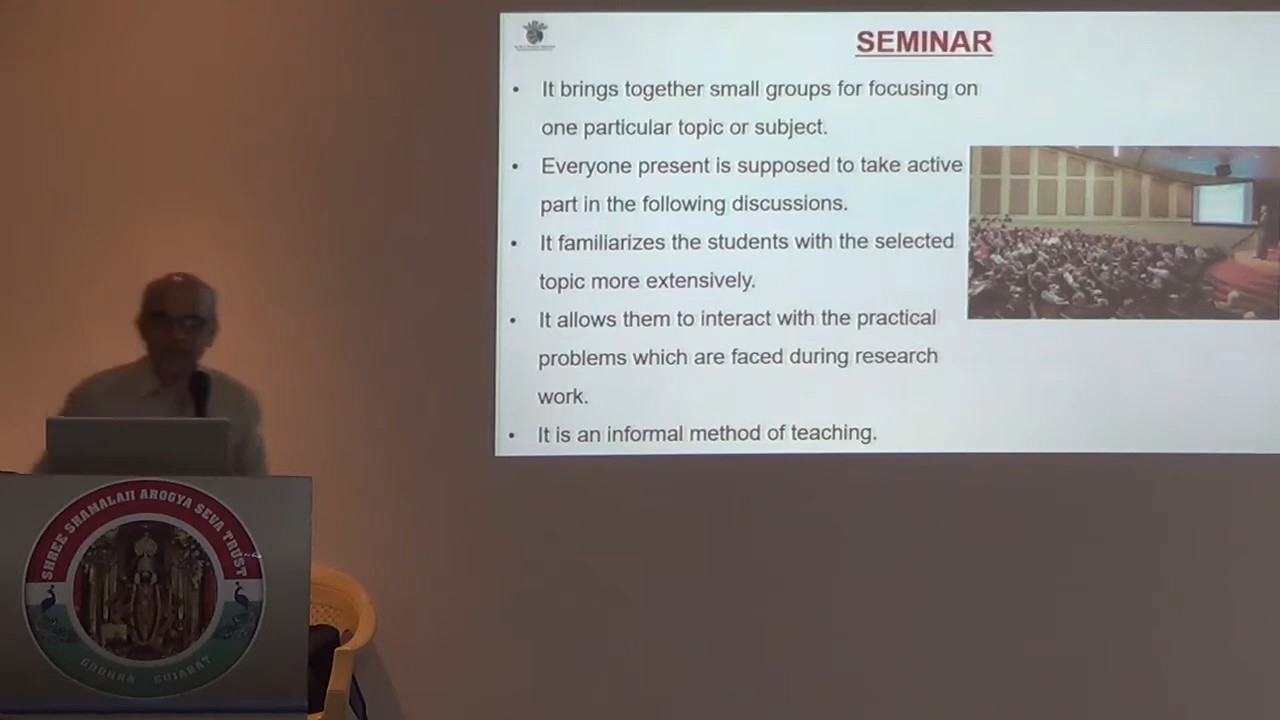 SEMINAR
• It brings together small groups for focusing on
one particular topic or subject.
• Everyone present is supposed to take active
part in the following discussions.
• It familiarizes the students with the selected
topic more extensively.
• It allows them to interact with the practical
problems which are faced during research
work.
• It is an informal method of teaching.
SHREE SHAMALAJI AROGYA SEVA TRUST
GODHRA - GUJARAT